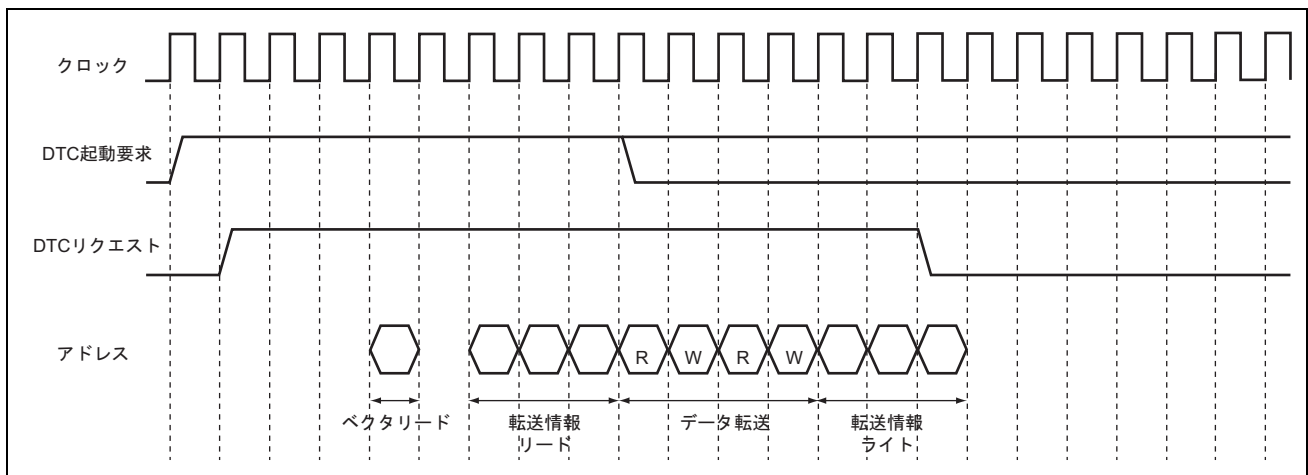 クロック
DTC起動要求
DTCリクエスト
アドレス
R W R W
ベクタリード 転送情報 データ転送 転送情報
リード ライト